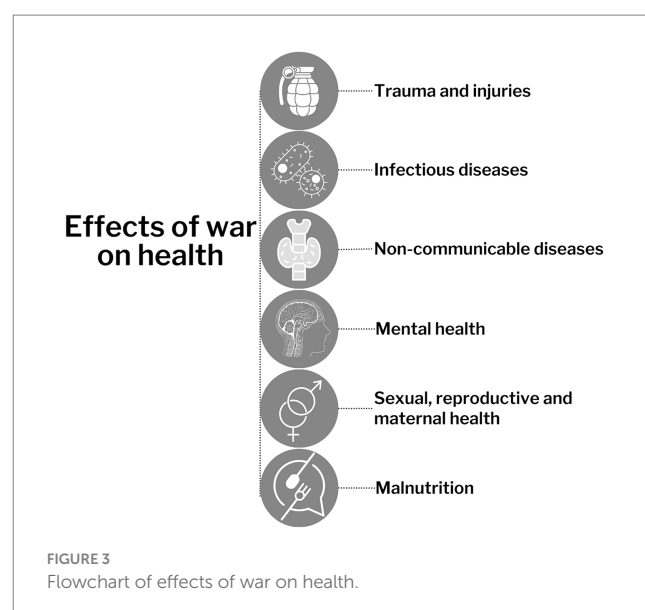 Trauma and injuries
Infectious diseases
Effects of war
on health
Non-communicable diseases
Mental health
Sexual, reproductive and
maternal health
Malnutrition
FIGURE 3
Flowchart of effects of war on health.